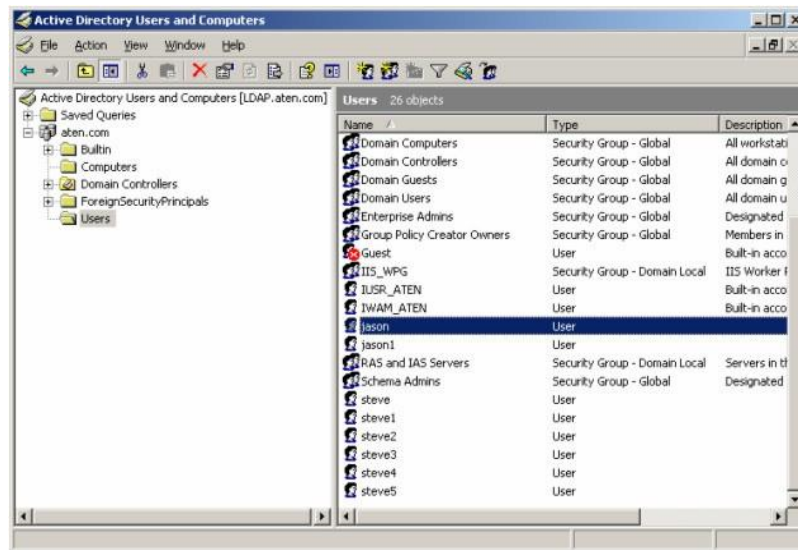 Active Directory Users and Computers
File Action View Window Help
Active Directory Users and Computers [LDAP.aten.com]
Saved Queries
aten.com
Builtin
Computers
Domain Controllers
ForeignSecurityPrincipals
Users
Users 26 objects
Name Type Description
Domain Computers Security Group - Global All workstati
Domain Controllers Security Group - Global All domain c
Domain Guests Security Group - Global All domain g
Domain Users Security Group - Global All domain u
Enterprise Admins Security Group - Global Designated
Group Policy Creator Owners Security Group - Global Members in
Guest User Built-in acco
IIS_WPG Security Group - Domain Local IIS Worker
IUSR_ATEN User Built-in acco
IWAM_ATEN User Built-in acco
jason User
jason1 User
RAS and IAS Servers Security Group - Domain Local Servers in th
Schema Admins Security Group - Global Designated
steve User
steve1 User
steve2 User
steve3 User
steve4 User
steve5 User